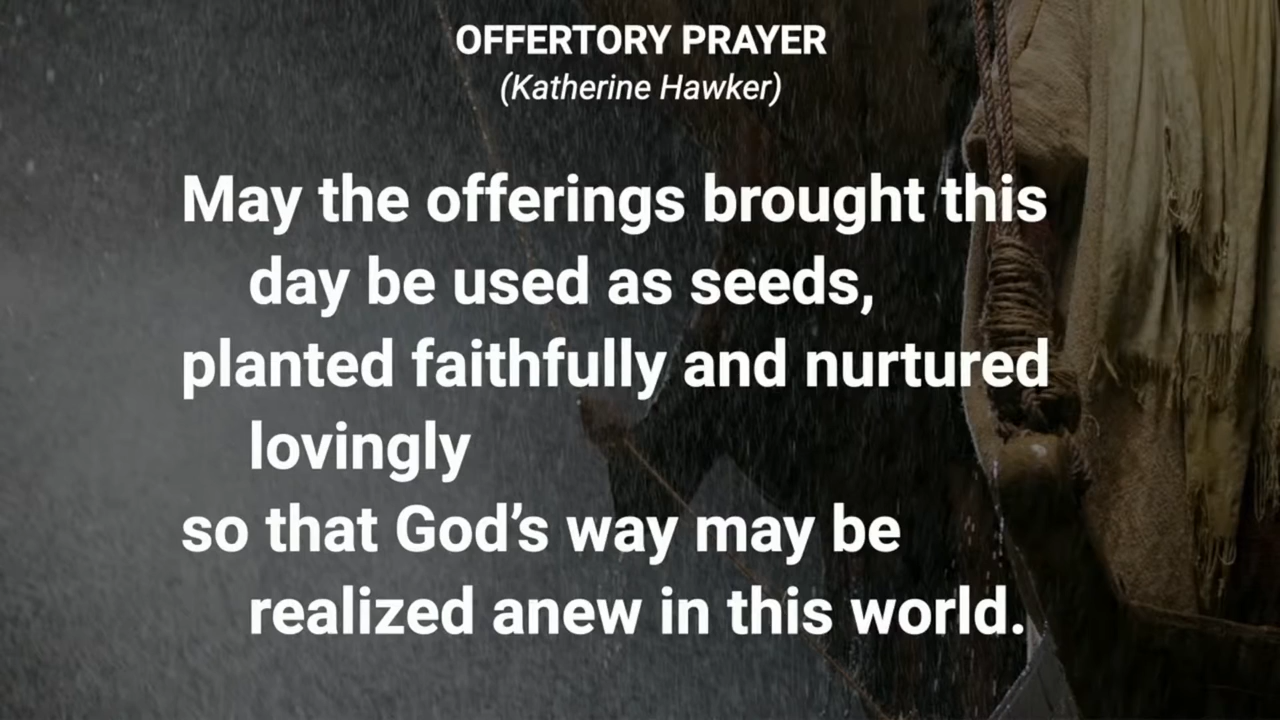 OFFERTORY PRAYER
(Katherine Hawker)
May the offerings brought this
day be used as seeds,
planted faithfully and nurtured
lovingly
so that God’s way may be
realized anew in this world.